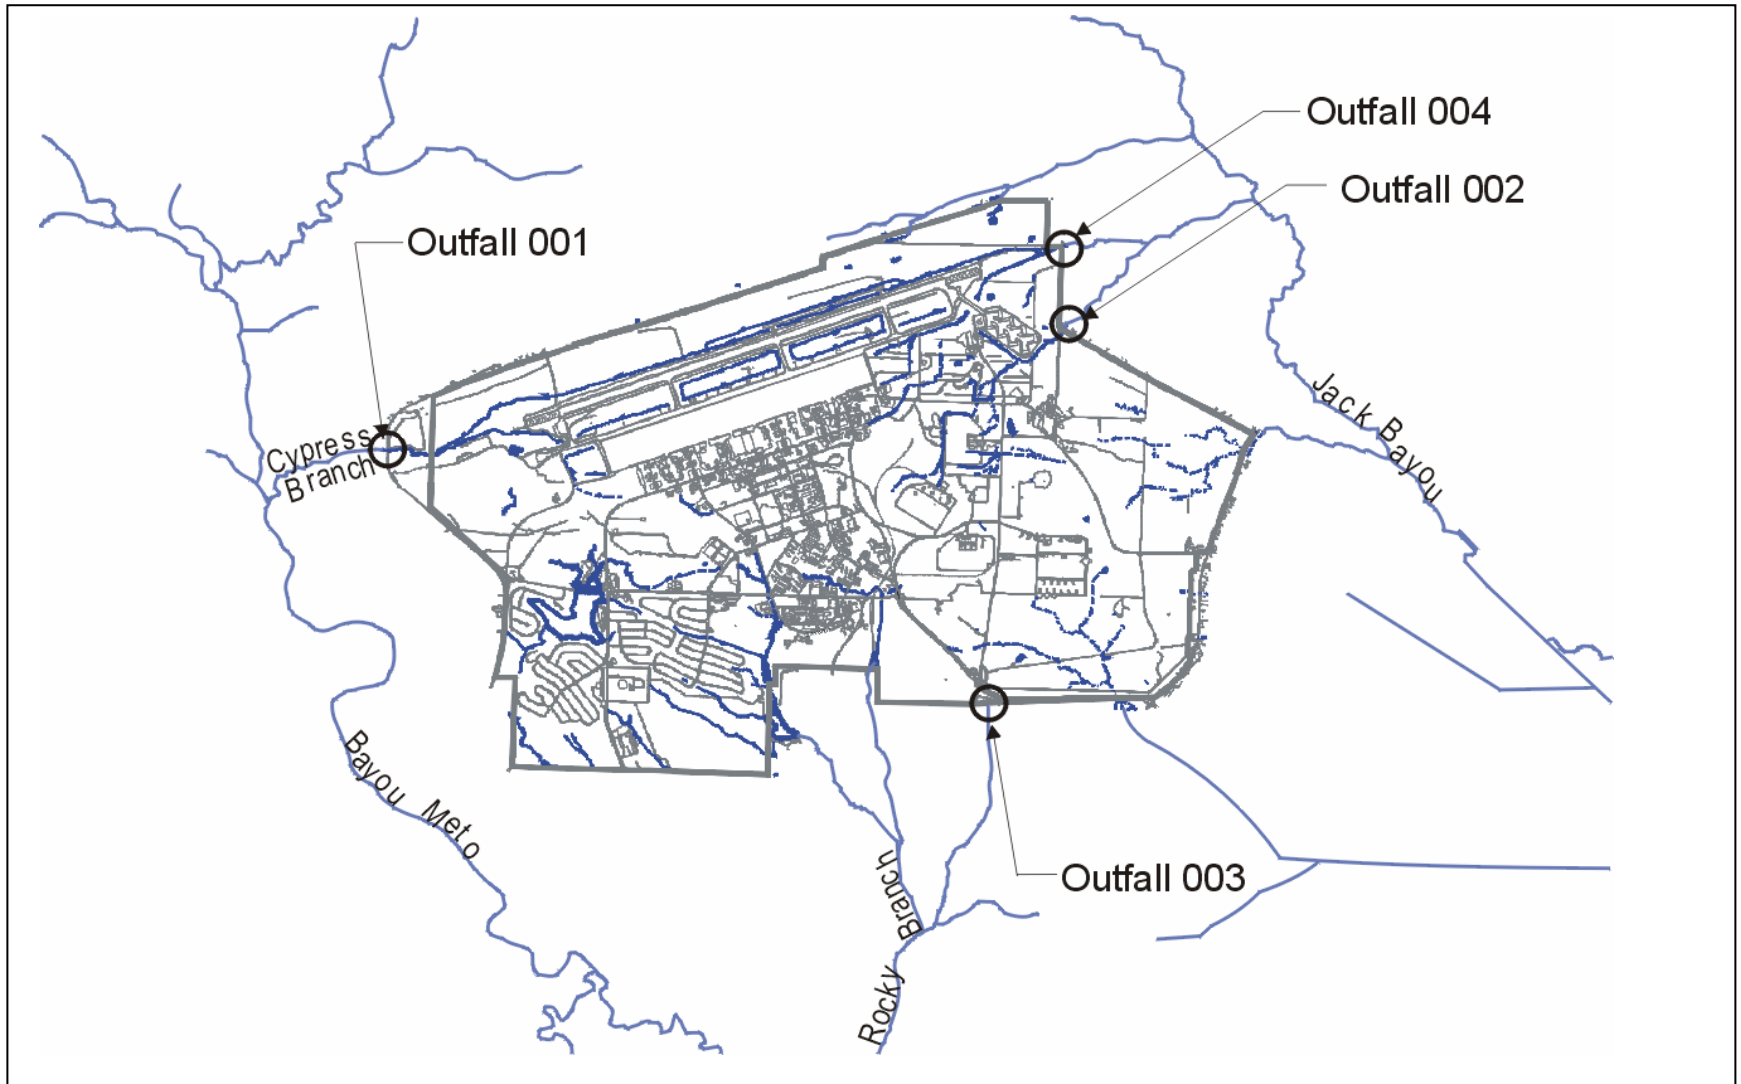 Outfall 004
Outfall 002
Outfall 001
Cypress
Branch
Jack Bayou
Bayou Meto
Outfall 003
Rocky Branch